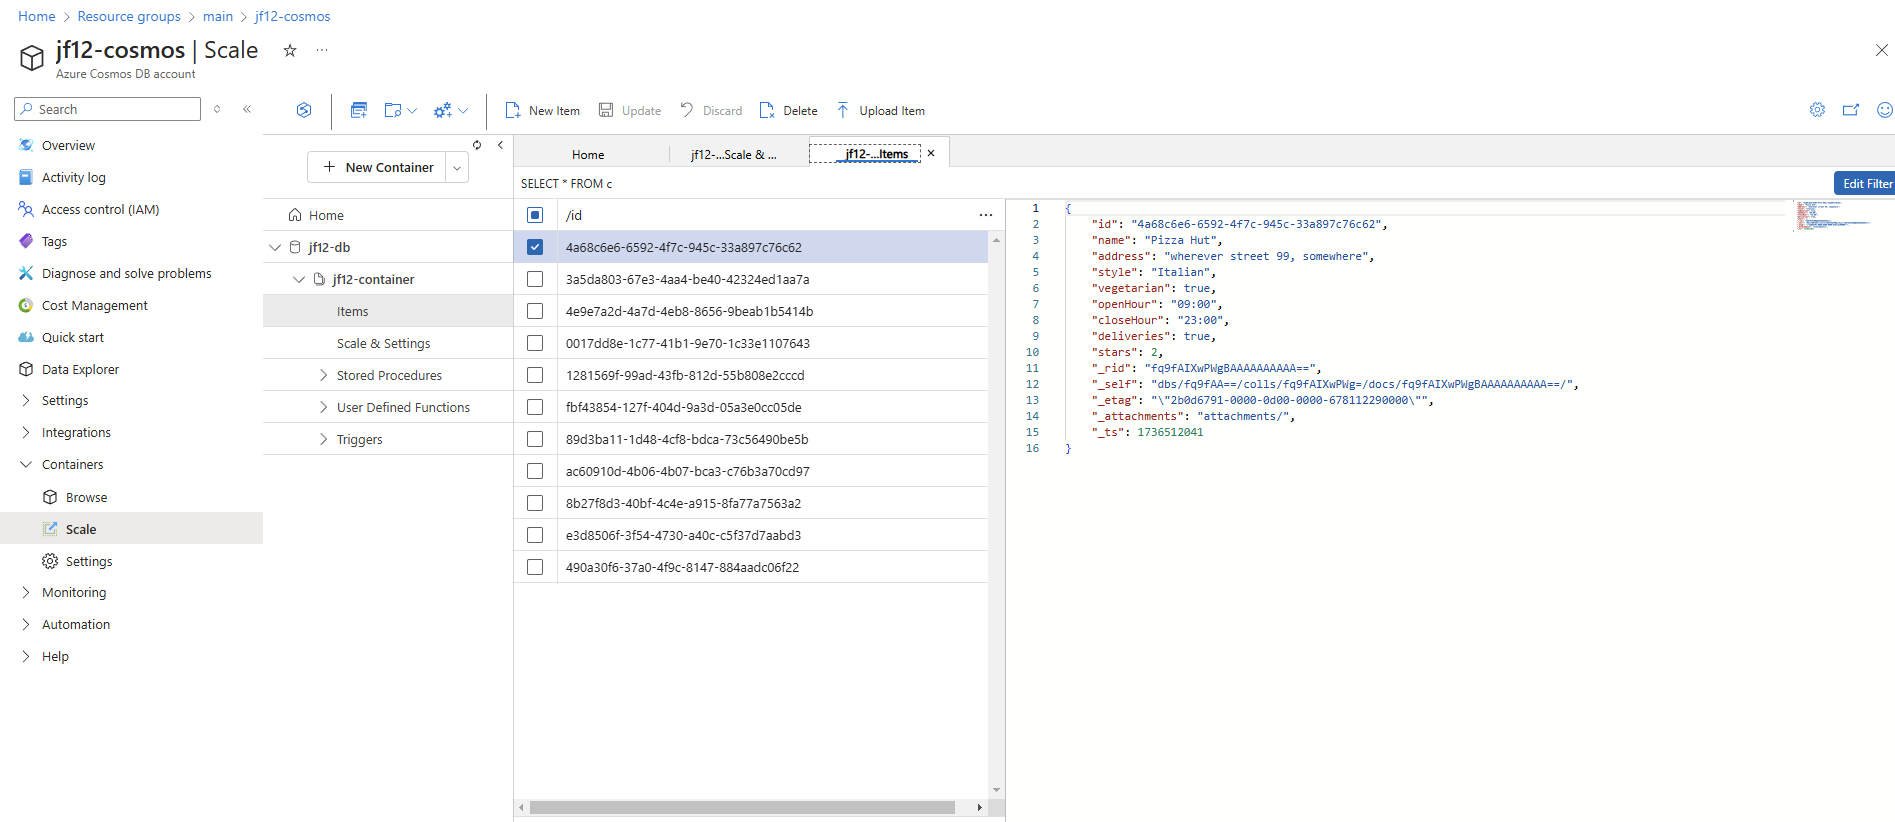 Home > Resource groups > main > jf12-cosmos
jf12-cosmos | Scale
Azure Cosmos DB account
Search
Overview
Activity log
Access control (IAM)
Tags
Diagnose and solve problems
Cost Management
Quick start
Data Explorer
Settings
Integrations
Containers
Browse
Scale
Settings
Monitoring
Automation
Help
New Item Update Discard Delete Upload Item
New Container
Home
jf12-db
jf12-container
Items
Scale & Settings
Stored Procedures
User Defined Functions
Triggers
Home jf12-...Scale & ... jf12-...Items
SELECT * FROM c
Edit Filter
/id
4a68c6e6-6592-4f7c-945c-33a897c76c62
3a5da803-67e3-4aa4-be40-42324ed1aa7a
4e9e7a2d-4a7d-4eb8-8656-9beab1b5414b
0017dd8e-1c77-41b1-9e70-1c33e1107643
1281569f-99ad-43fb-812d-55b808e2cccd
fbf43854-127f-404d-9a3d-05a3e0cc05de
89d3ba11-1d48-4cf8-bdca-73c56490be5b
ac60910d-4b06-4b07-bca3-c76b3a70cd97
8b27f8d3-40bf-4c4e-a915-8fa77a7563a2
e3d8506f-3f54-4730-a40c-c5f37d7aabd3
490a30f6-37a0-4f9c-8147-884aadc06f22
1 {
2 "id": "4a68c6e6-6592-4f7c-945c-33a897c76c62",
3 "name": "Pizza Hut",
4 "address": "wherever street 99, somewhere",
5 "style": "Italian",
6 "vegetarian": true,
7 "openHour": "09:00",
8 "closeHour": "23:00",
9 "deliveries": true,
10 "stars": 2,
11 "_rid": "fq9fAIXwPWgBAAAAAAAAAA==",
12 "_self": "dbs/fq9fAA==/colls/fq9fAIXwPWg=/docs/fq9fAIXwPWgBAAAAAAAAAA==/",
13 "_etag": "\"2b0d6791-0000-0d00-0000-678112290000\"",
14 "_attachments": "attachments/",
15 "_ts": 1736512041
16 }